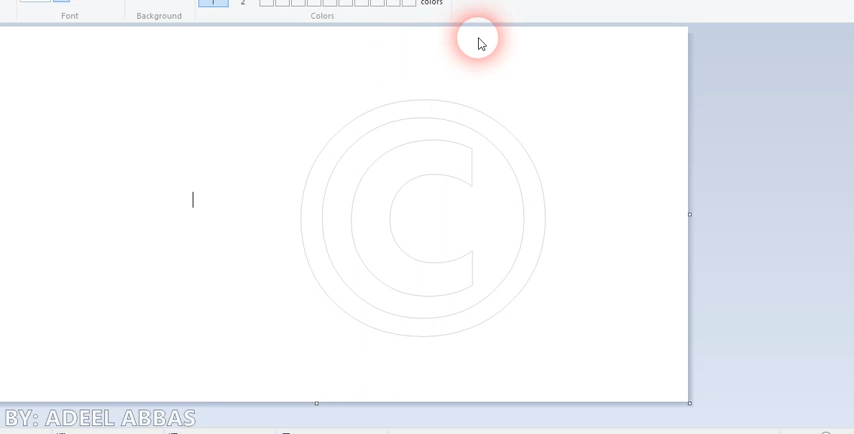 colors
Font
Background
Colors
1
2
©
BY: ADEEL ABBAS